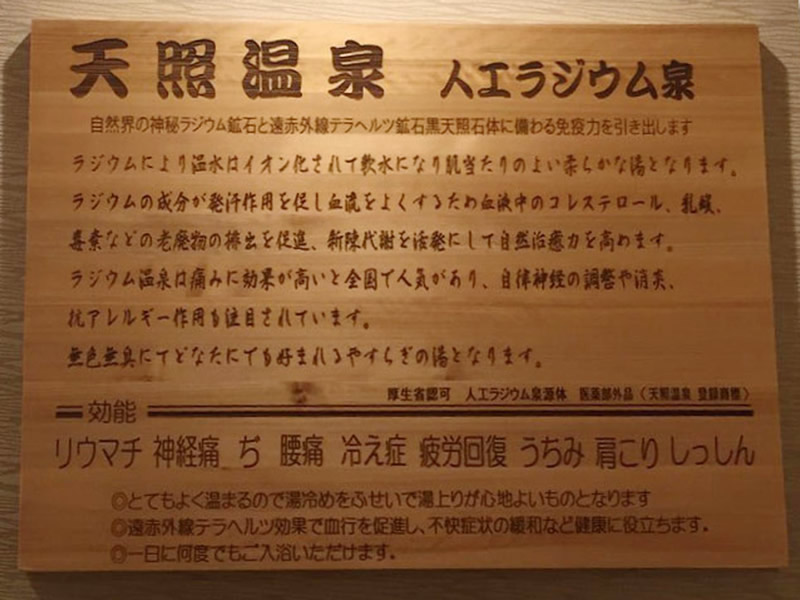 天照温泉 人工ラジウム泉
自然界の神秘ラジウム鉱石と遠赤外線テラヘルツ鉱石黒天照石体に備わる免疫力を引き出します
ラジウムにより温水はイオン化されて軟水になり肌当たりのよい柔らかな湯となります。
ラジウムの成分が発汗作用を促し血流をよくするため血液中のコレステロール、乳酸、
毒素などの老廃物の排出を促進、新陳代謝を活発にして自然治癒力を高めます。
ラジウム温泉は痛みに効果が高いと全国で人気があり、自律神経の調整や消炎、
抗アレルギー作用も注目されています。
無色無臭にてどなたにでも好まれるやすらぎの湯となります。
厚生省認可 人工ラジウム泉源体 医薬部外品（天照温泉 登録商標）
効能
リウマチ 神経痛 ぢ 腰痛 冷え症 疲労回復 うちみ 肩こり しっしん
◎とてもよく温まるので湯冷めをふせいで湯上りが心地よいものとなります
◎遠赤外線テラヘルツ効果で血行を促進し、不快症状の緩和など健康に役立ちます。
◎一日に何度でもご入浴いただけます。